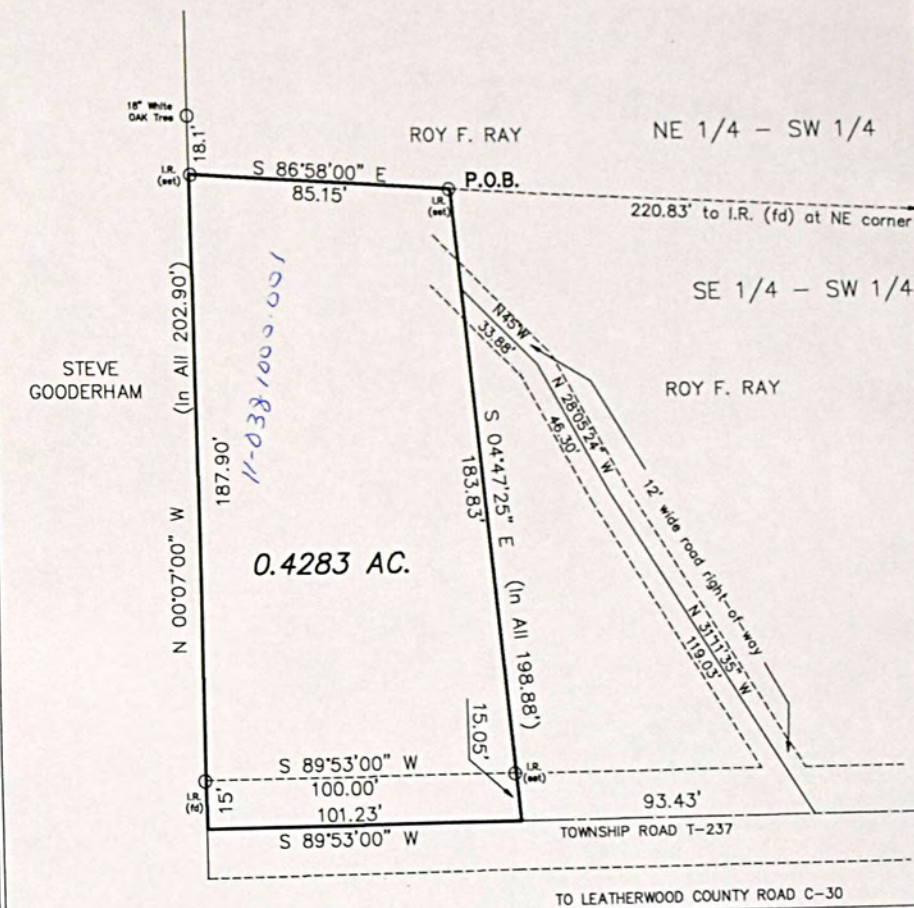 18" White
OAK Tree
18.1'
ROY F. RAY
NE 1/4 - SW 1/4
I.R.
(set)
S 86°58'00" E
85.15'
P.O.B.
I.R.
(set)
220.83' to I.R. (fd) at NE corner
SE 1/4 - SW 1/4
N 45° W
33.88'
STEVE
GOODERHAM
(In All 202.90')
11-0381000.001
ROY F. RAY
N 28°05'24" W
46.30'
187.90'
S 04°47'25" E
183.83'
(In All 198.88')
12' wide road right-of-way
N 00°07'00" W
0.4283 AC.
N 31°11'35" W
119.03'
15.05'
S 89°53'00" W
100.00'
I.R.
(set)
I.R.
(fd)
15'
101.23'
S 89°53'00" W
93.43'
TOWNSHIP ROAD T-237
TO LEATHERWOOD COUNTY ROAD C-30